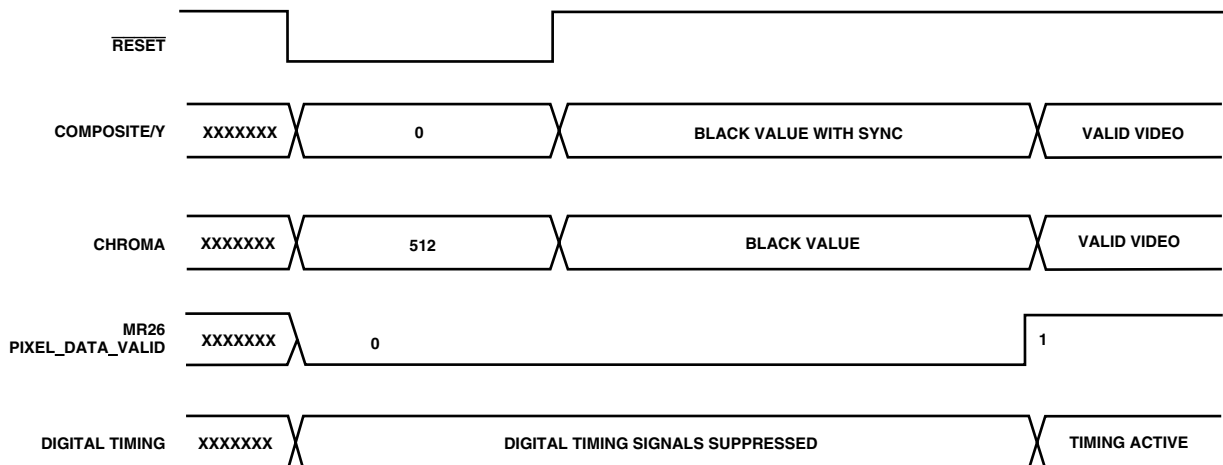 RESET
COMPOSITE/Y XXXXXXX 0 BLACK VALUE WITH SYNC VALID VIDEO
CHROMA XXXXXXX 512 BLACK VALUE VALID VIDEO
MR26
PIXEL_DATA_VALID XXXXXXX 0 1
DIGITAL TIMING XXXXXXX DIGITAL TIMING SIGNALS SUPPRESSED TIMING ACTIVE